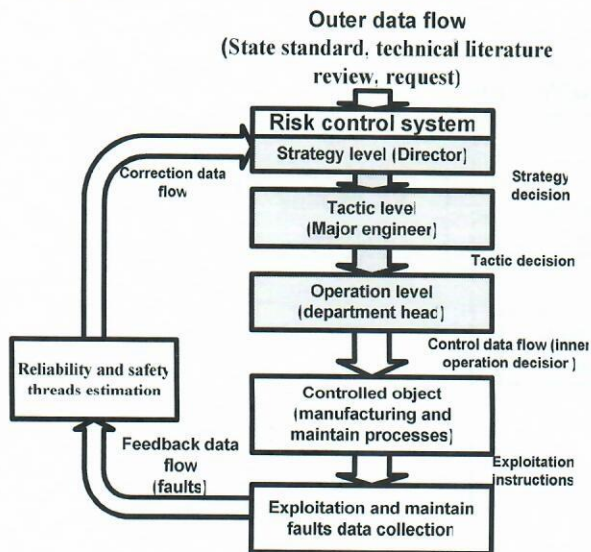 Outer data flow
(State standard, technical literature
review, request)
Risk control system
Strategy level (Director)
Correction data
flow
Strategy
decision
Tactic level
(Major engineer)
Tactic decision
Operation level
(department head)
Control data flow (inner
operation decision)
Reliability and safety
threads estimation
Controlled object
(manufacturing and
maintain processes)
Feedback data
flow
(faults)
Exploitation
instructions
Exploitation and maintain
faults data collection